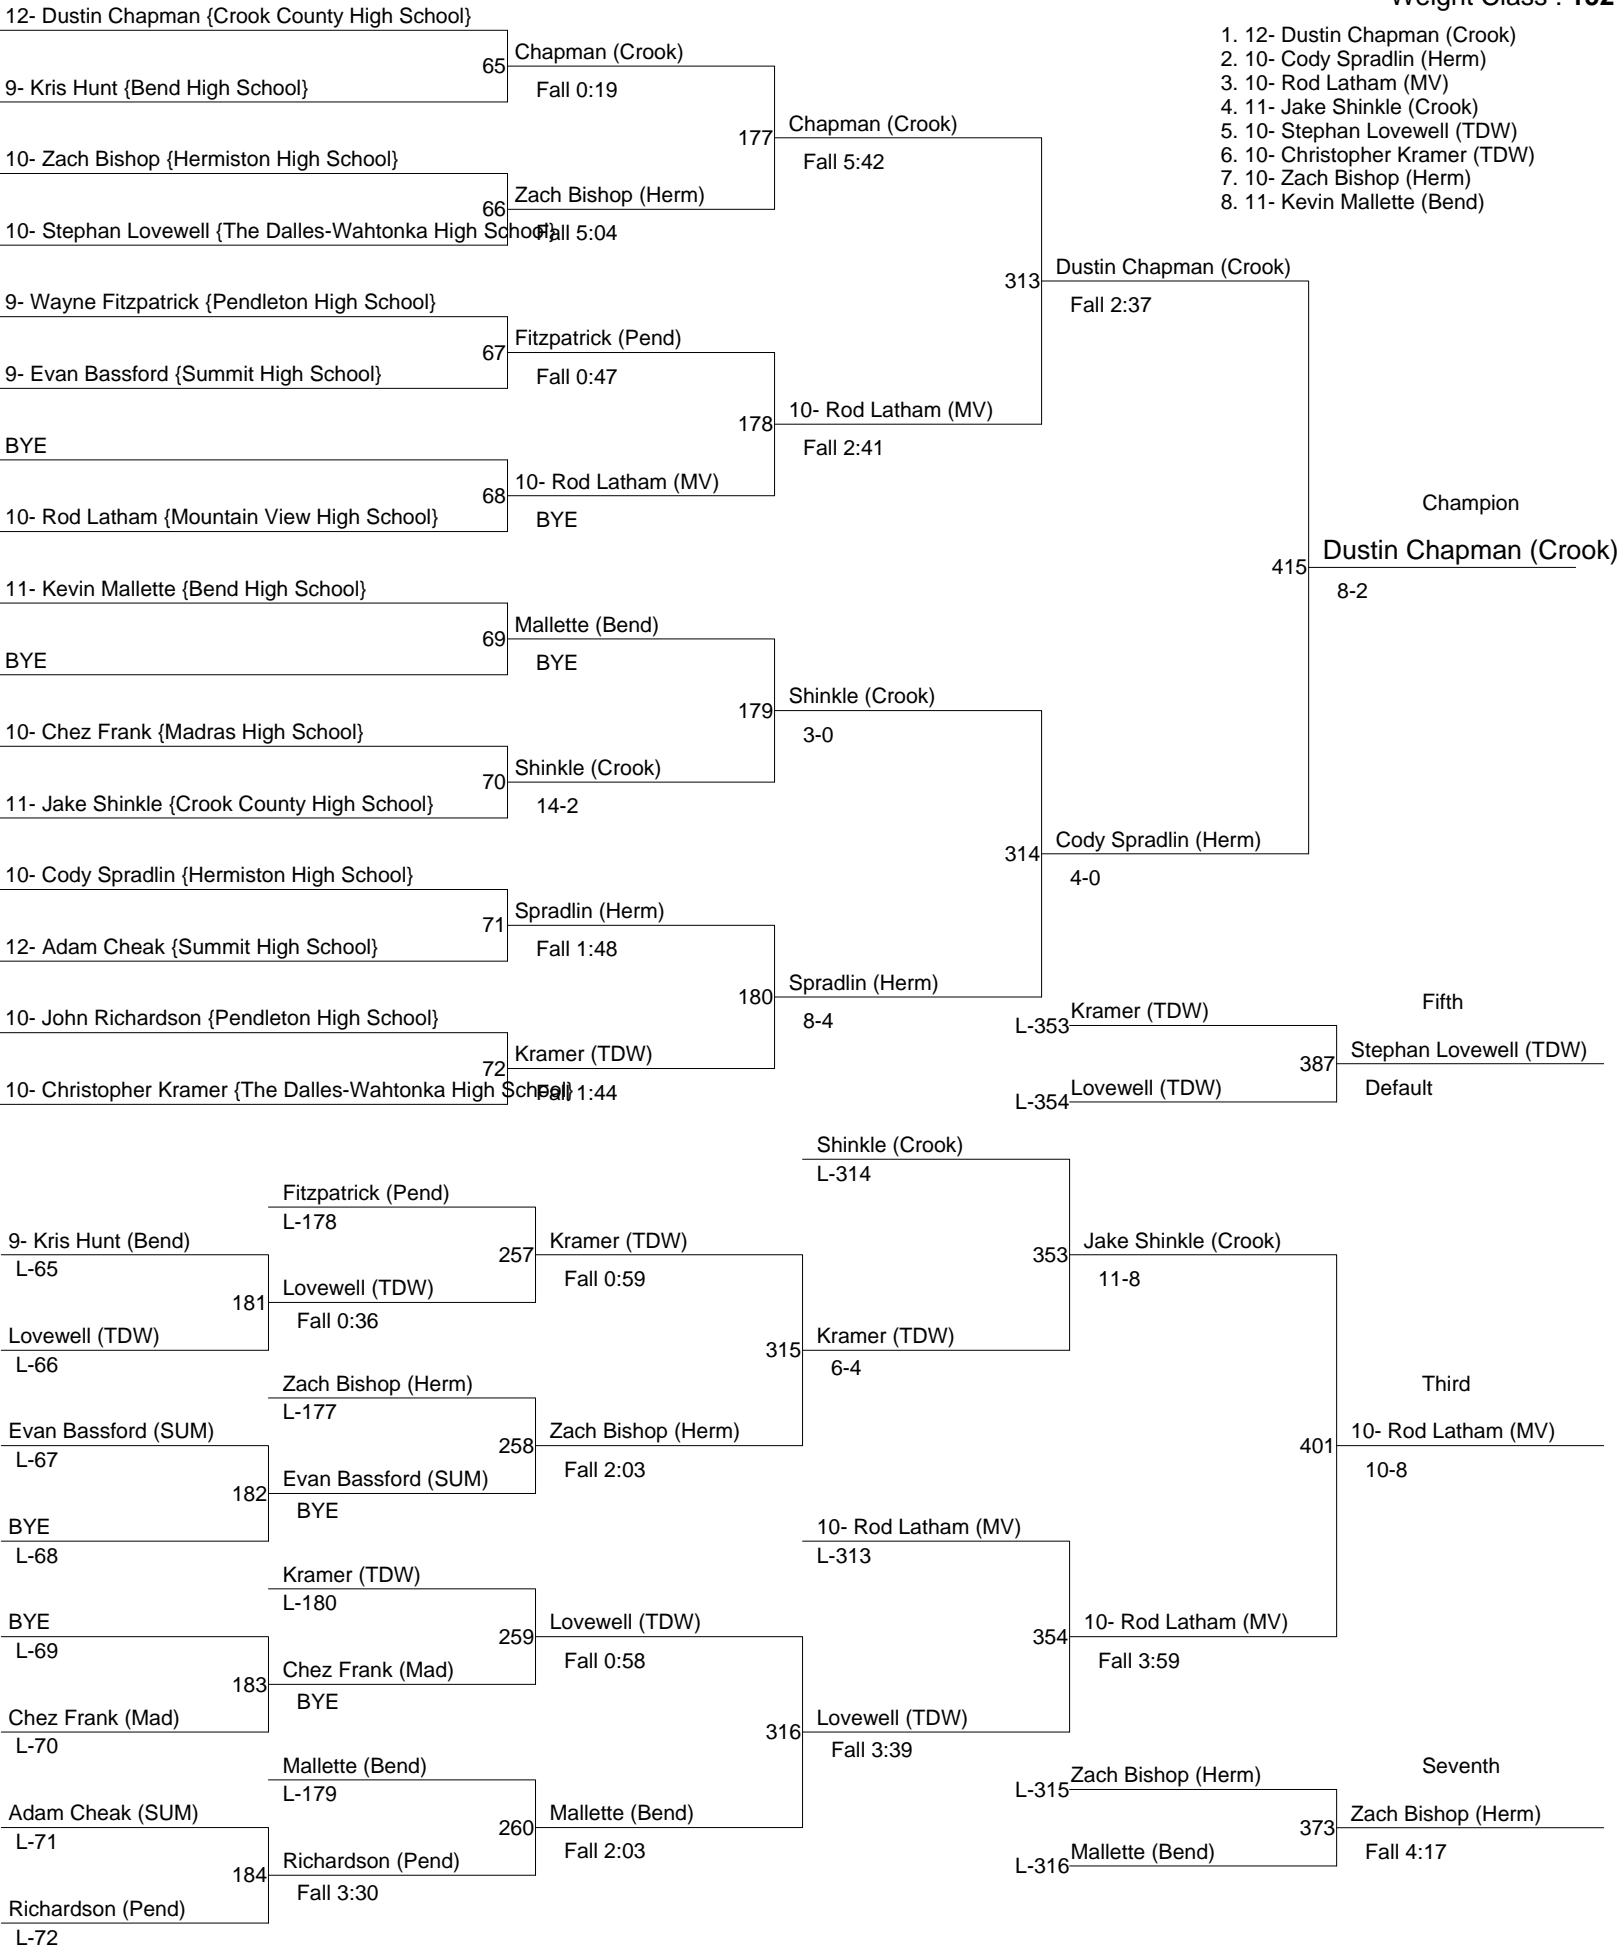 Weight Class : 152
1. 12- Dustin Chapman (Crook)
2. 10- Cody Spradlin (Herm)
3. 10- Rod Latham (MV)
4. 11- Jake Shinkle (Crook)
5. 10- Stephan Lovewell (TDW)
6. 10- Christopher Kramer (TDW)
7. 10- Zach Bishop (Herm)
8. 11- Kevin Mallette (Bend)
12- Dustin Chapman {Crook County High School}
65
9- Kris Hunt {Bend High School}
10- Zach Bishop {Hermiston High School}
66
10- Stephan Lovewell {The Dalles-Wahtonka High School}
9- Wayne Fitzpatrick {Pendleton High School}
67
9- Evan Bassford {Summit High School}
BYE
68
10- Rod Latham {Mountain View High School}
11- Kevin Mallette {Bend High School}
69
BYE
10- Chez Frank {Madras High School}
70
11- Jake Shinkle {Crook County High School}
10- Cody Spradlin {Hermiston High School}
71
12- Adam Cheak {Summit High School}
10- John Richardson {Pendleton High School}
72
10- Christopher Kramer {The Dalles-Wahtonka High School}
Chapman (Crook)
Fall 0:19
177
Zach Bishop (Herm)
Fall 5:04
Fitzpatrick (Pend)
Fall 0:47
178
10- Rod Latham (MV)
BYE
Mallette (Bend)
BYE
179
Shinkle (Crook)
14-2
Spradlin (Herm)
Fall 1:48
180
Kramer (TDW)
Fall 1:44
Chapman (Crook)
Fall 5:42
313
10- Rod Latham (MV)
Fall 2:41
Shinkle (Crook)
3-0
314
Spradlin (Herm)
8-4
Dustin Chapman (Crook)
Fall 2:37
415
Cody Spradlin (Herm)
4-0
Champion
Dustin Chapman (Crook)
8-2
Fifth
L-353
Kramer (TDW)
387
L-354
Lovewell (TDW)
Stephan Lovewell (TDW)
Default
9- Kris Hunt (Bend)
L-65
181
Lovewell (TDW)
L-66
Evan Bassford (SUM)
L-67
182
BYE
L-68
BYE
L-69
183
Chez Frank (Mad)
L-70
Adam Cheak (SUM)
L-71
184
Richardson (Pend)
L-72
Fitzpatrick (Pend)
L-178
257
Lovewell (TDW)
Fall 0:36
Zach Bishop (Herm)
L-177
258
Evan Bassford (SUM)
BYE
Kramer (TDW)
L-180
259
Chez Frank (Mad)
BYE
Mallette (Bend)
L-179
260
Richardson (Pend)
Fall 3:30
Kramer (TDW)
Fall 0:59
315
Zach Bishop (Herm)
Fall 2:03
Lovewell (TDW)
Fall 0:58
316
Mallette (Bend)
Fall 2:03
Shinkle (Crook)
L-314
353
Kramer (TDW)
6-4
10- Rod Latham (MV)
L-313
354
Lovewell (TDW)
Fall 3:39
Jake Shinkle (Crook)
11-8
401
10- Rod Latham (MV)
Fall 3:59
Third
10- Rod Latham (MV)
10-8
Seventh
L-315
Zach Bishop (Herm)
373
L-316
Mallette (Bend)
Zach Bishop (Herm)
Fall 4:17